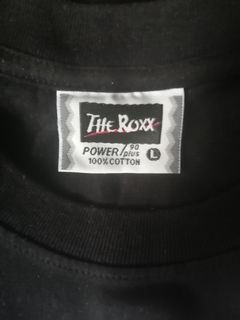 THE ROXX
POWER/90 plus
100% COTTON L